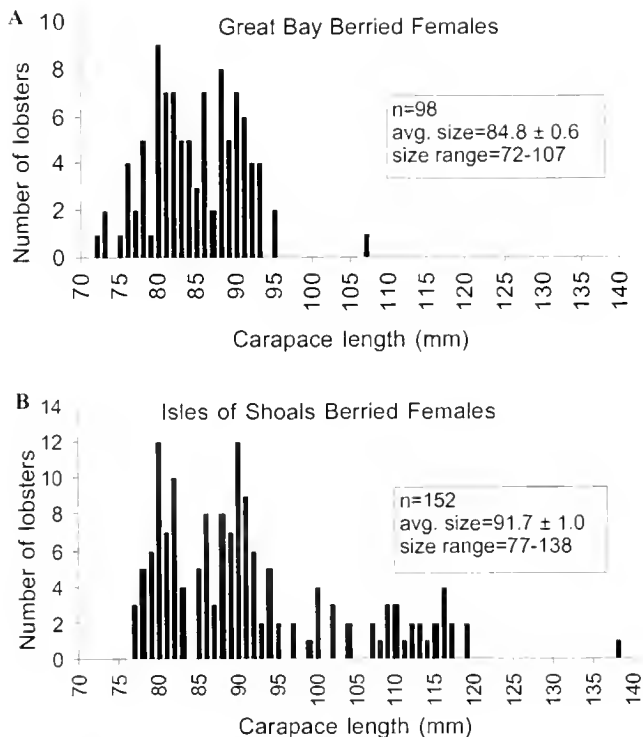 A
Great Bay Berried Females
Number of lobsters
10
8
6
4
2
0
n=98
avg. size=84.8 ± 0.6
size range=72-107
70 75 80 85 90 95 100 105 110 115 120 125 130 135 140
Carapace length (mm)
B
Isles of Shoals Berried Females
Number of lobsters
14
12
10
8
6
4
2
0
n=152
avg. size=91.7 ± 1.0
size range=77-138
70 75 80 85 90 95 100 105 110 115 120 125 130 135 140
Carapace length (mm)